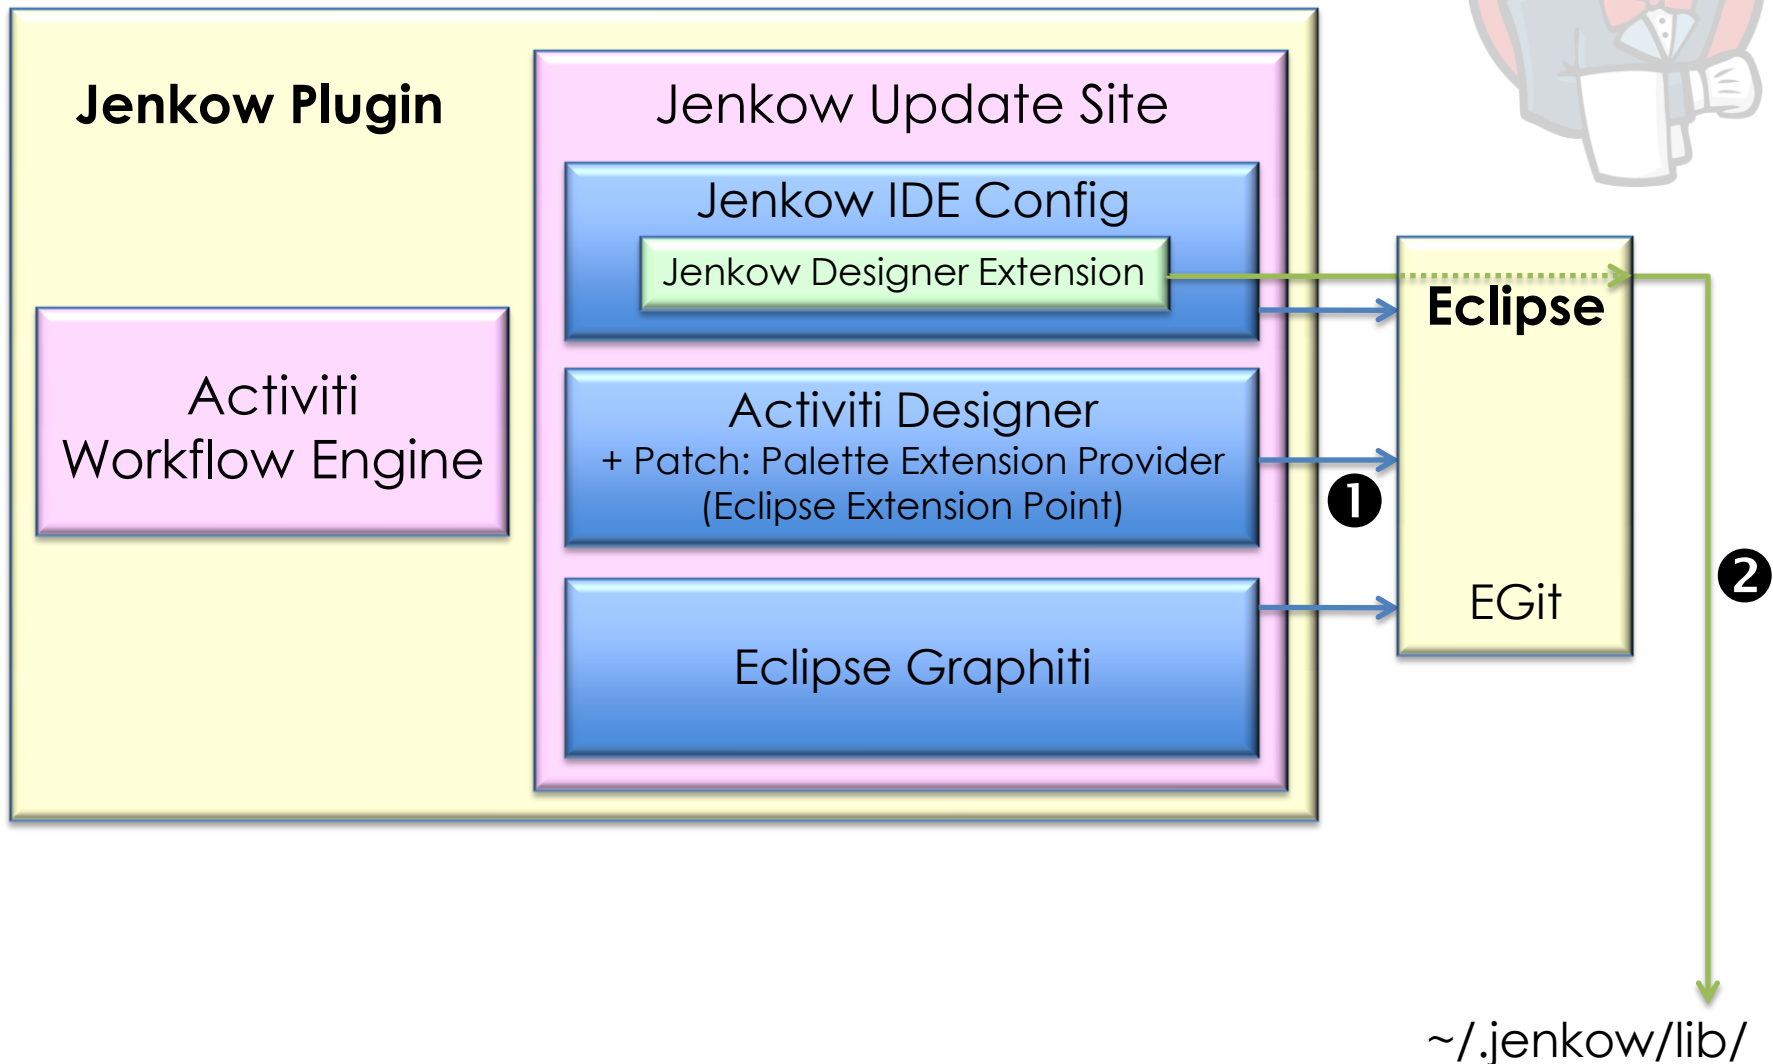 Jenkow Plugin
Jenkow Update Site
Jenkow IDE Config
Jenkow Designer Extension
Activiti
Workflow Engine
Activiti Designer
+ Patch: Palette Extension Provider
(Eclipse Extension Point)
Eclipse Graphiti
❶
Eclipse
EGit
❷
~/.jenkow/lib/